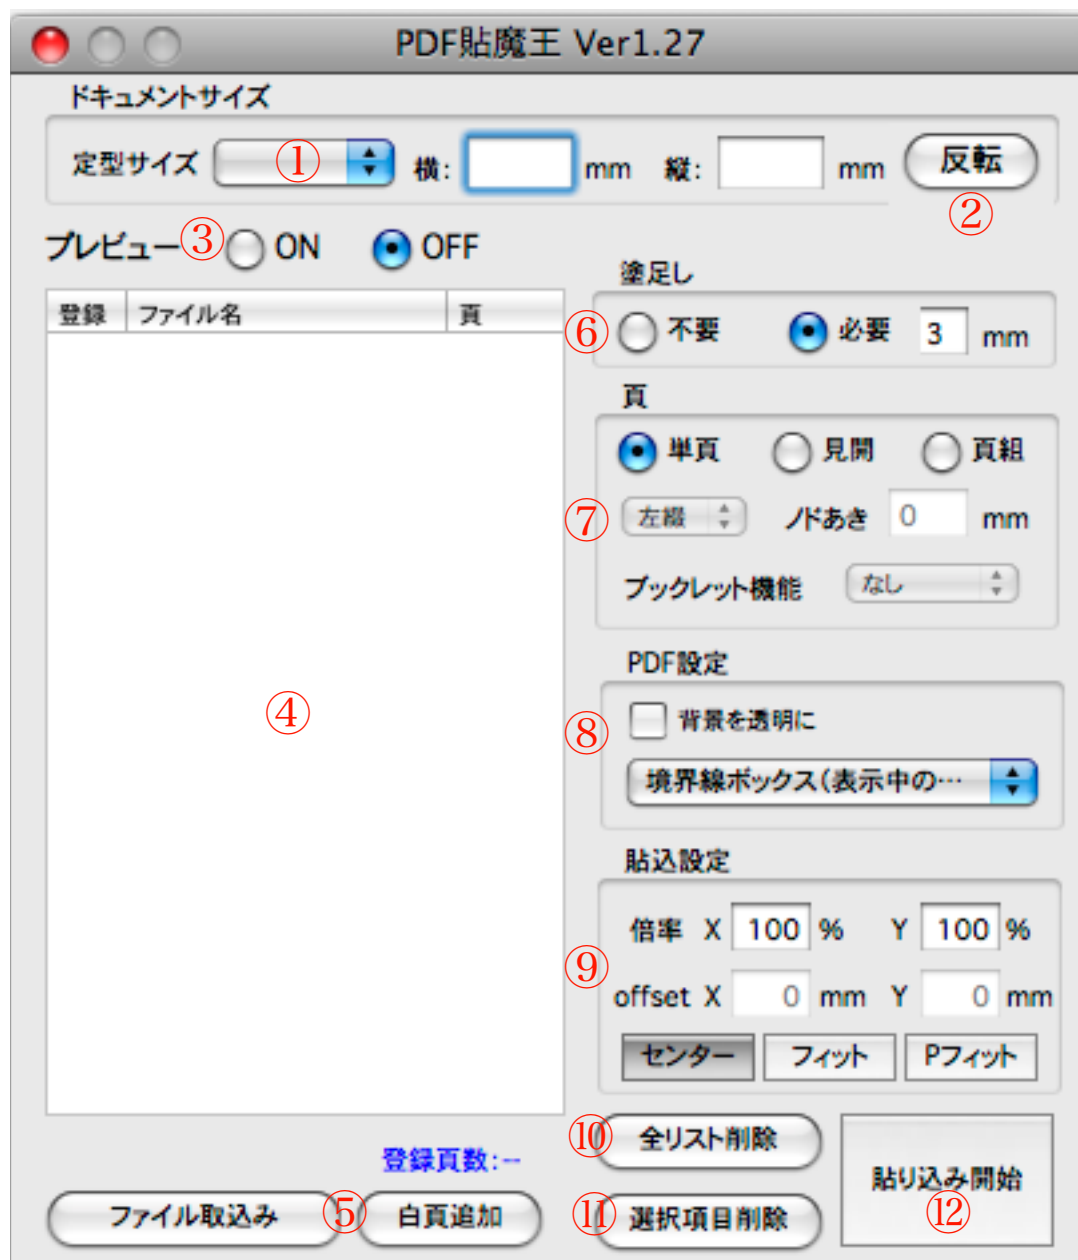 PDF貼魔王 Ver1.27
ドキュメントサイズ
定型サイズ ① 横: mm 縦: mm 反転
②
プレビュー ③ ON OFF
塗足し
登録 ファイル名 頁
⑥ 不要 必要 3 mm
頁
単頁 見開 頁組
⑦ 左綴 ノドあき 0 mm
ブックレット機能 なし
PDF設定
④
⑧ 背景を透明に
境界線ボックス(表示中の…
貼込設定
倍率 X 100 % Y 100 %
⑨
offset X 0 mm Y 0 mm
センター フィット Pフィット
⑩ 全リスト削除
登録頁数:--
貼り込み開始
ファイル取込み ⑤ 白頁追加 ⑪ 選択項目削除 ⑫